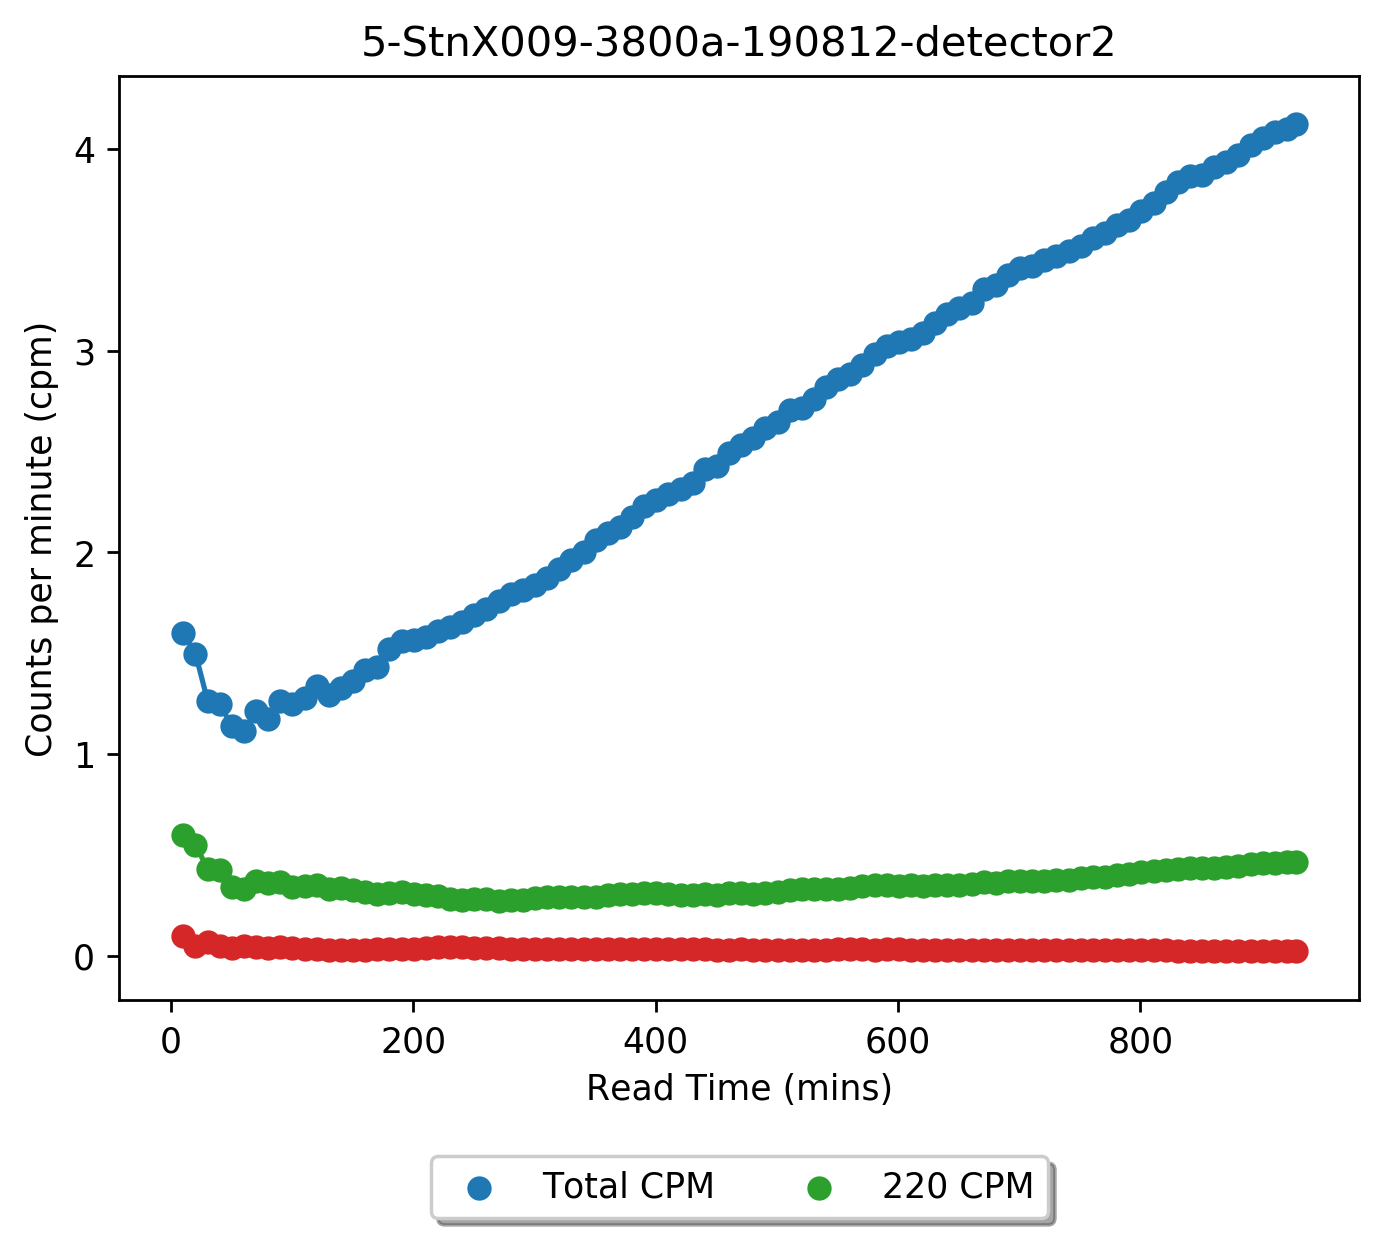 5-StnX009-3800a-190812-detector2
Counts per minute (cpm)
4
3
2
1
0
0 200 400 600 800
Read Time (mins)
Total CPM 220 CPM